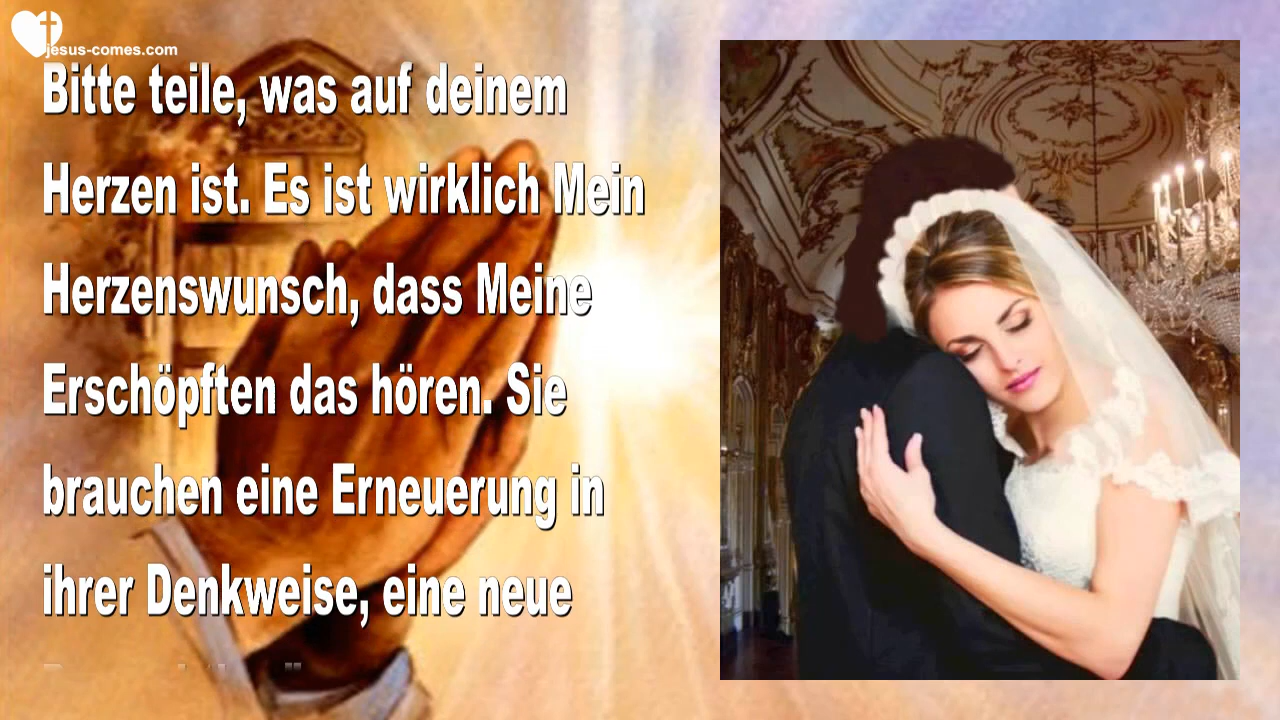 jesus-comes.com
Bitte teile, was auf deinem
Herzen ist. Es ist wirklich Mein
Herzenswunsch, dass Meine
Erschöpften das hören. Sie
brauchen eine Erneuerung in
ihrer Denkweise, eine neue